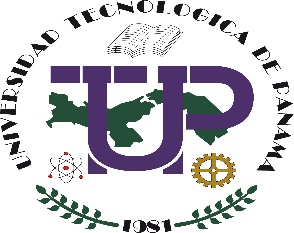 UNIVERSIDAD TECNOLOGICA DE PANAMA
UTP
1981